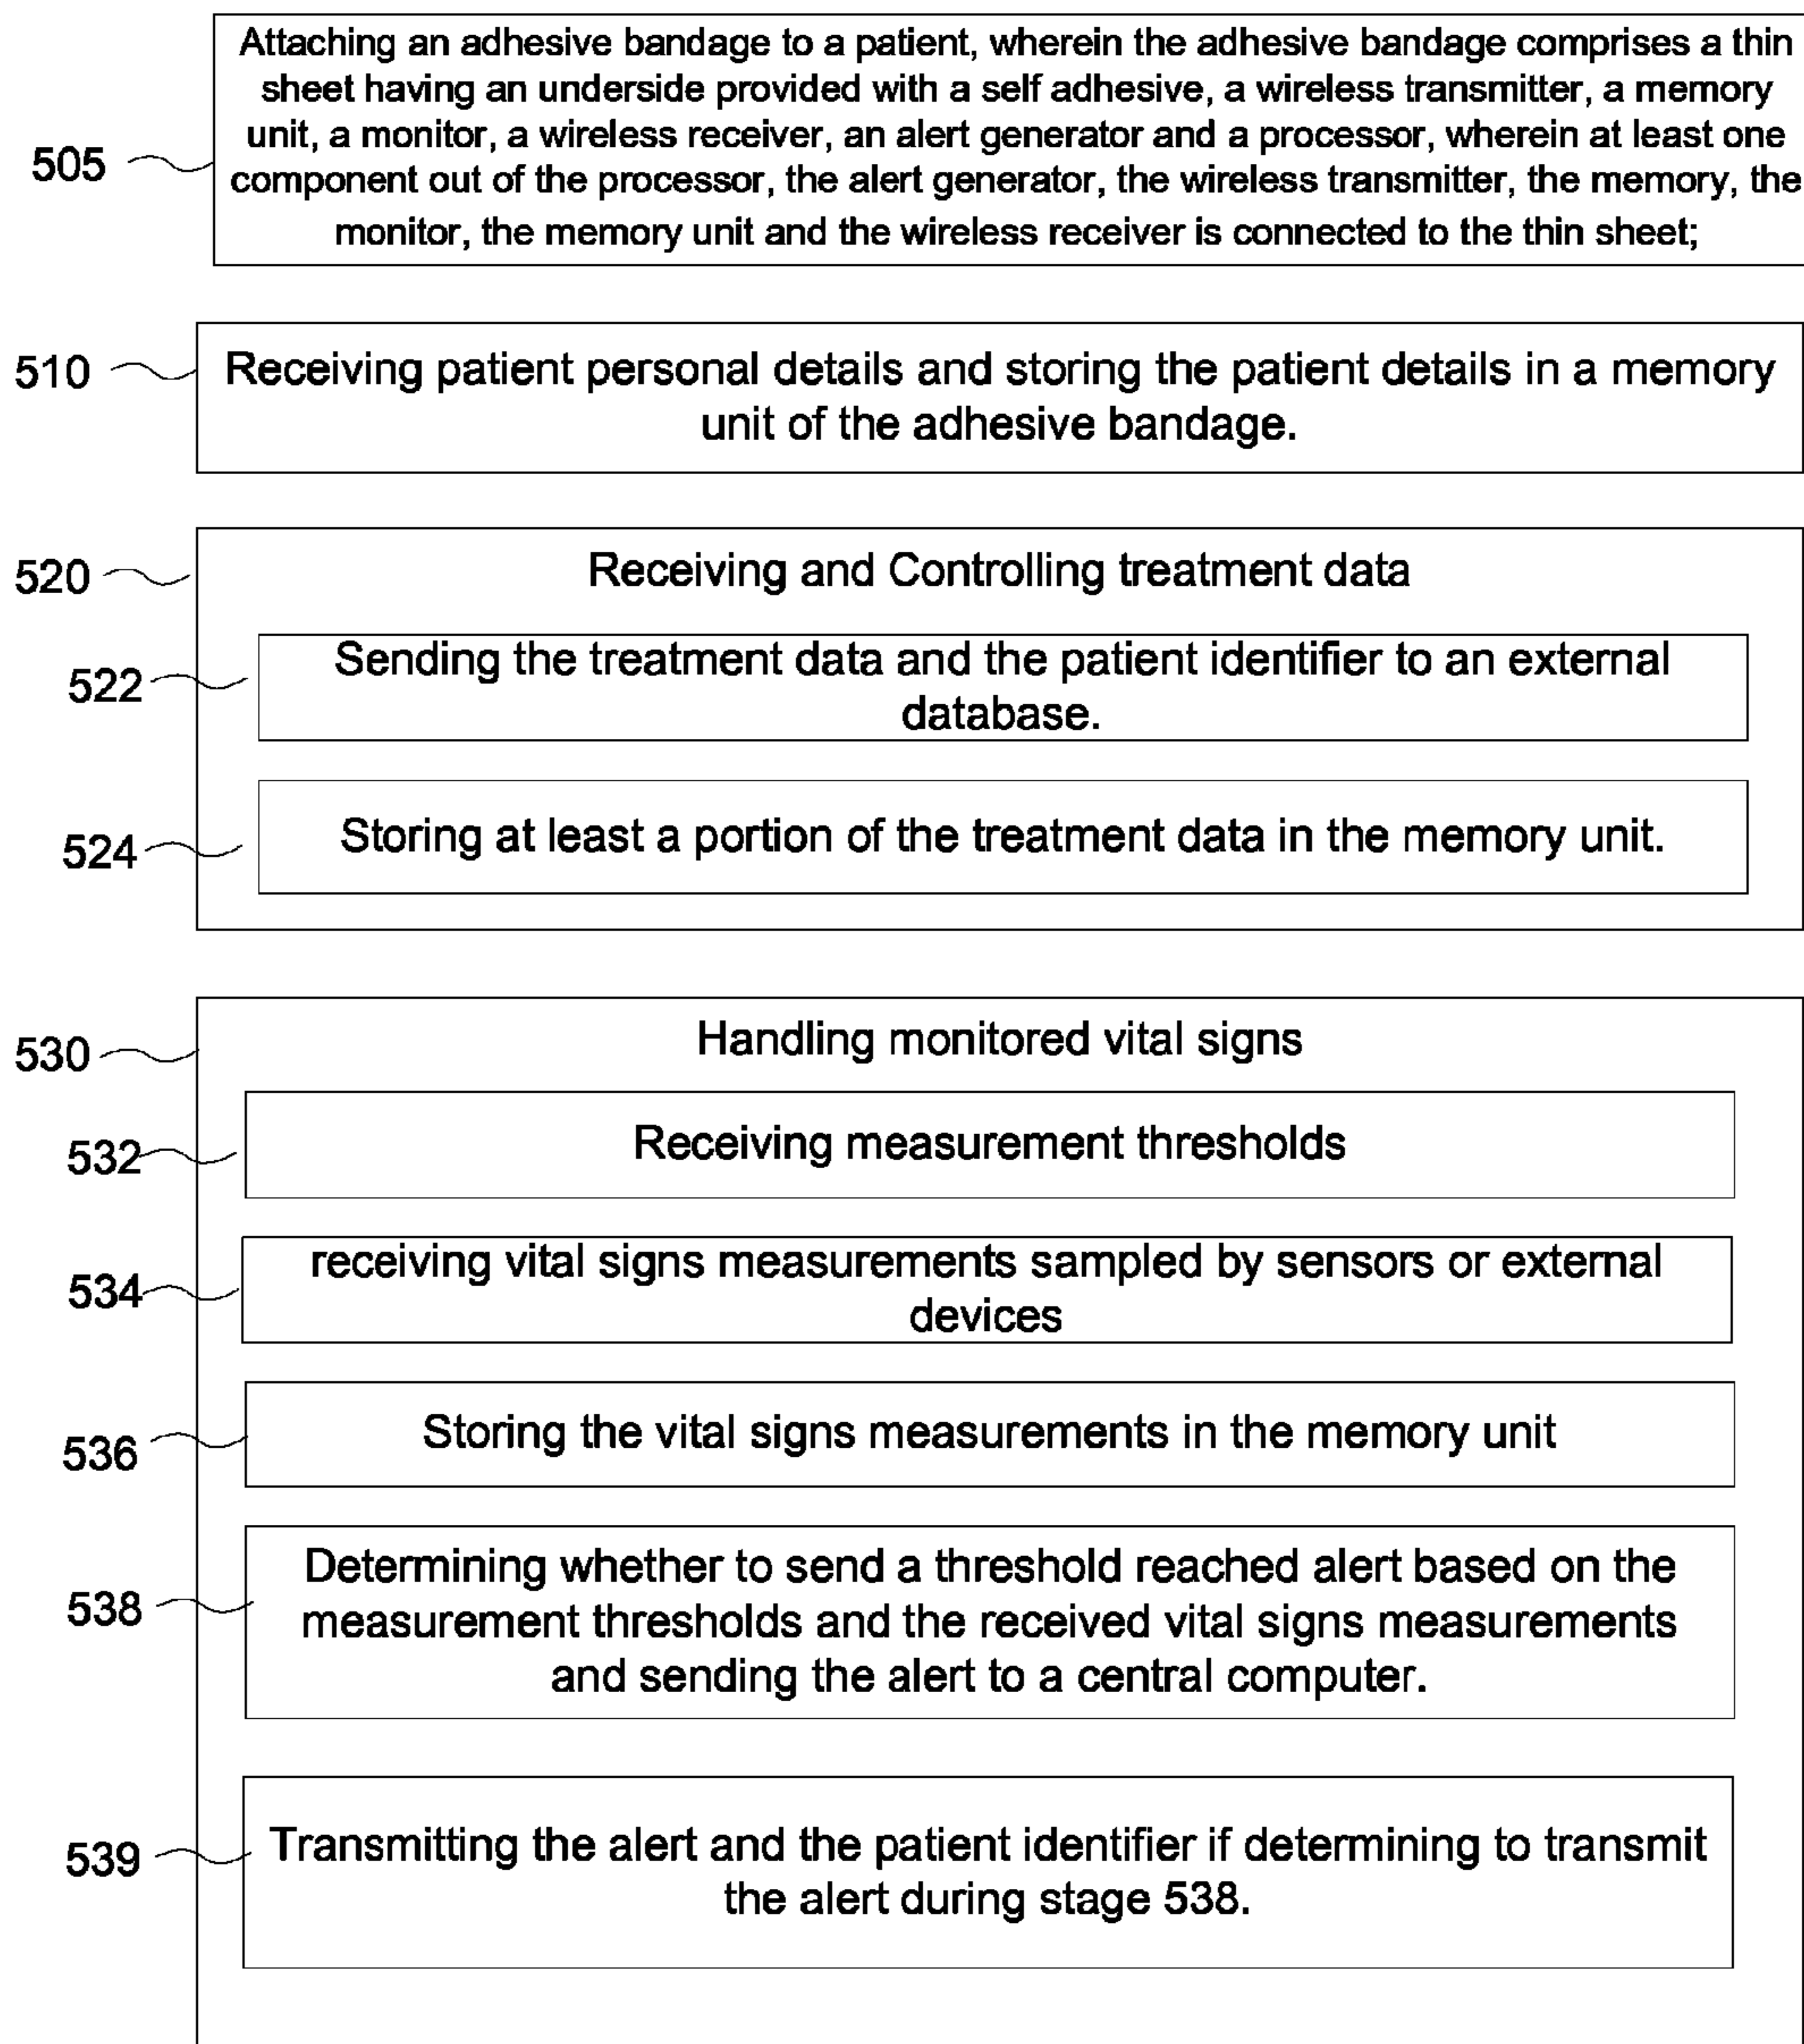 Attaching an adhesive bandage to a patient, wherein the adhesive bandage comprises a thin
sheet having an underside provided with a self adhesive, a wireless transmitter, a memory
unit, a monitor, a wireless receiver, an alert generator and a processor, wherein at least one
505
component out of the processor, the alert generator, the wireless transmitter, the memory, the
monitor, the memory unit and the wireless receiver is connected to the thin sheet;
510
Receiving patient personal details and storing the patient details in a memory
unit of the adhesive bandage.
520
Receiving and Controlling treatment data
522
Sending the treatment data and the patient identifier to an external
database.
524
Storing at least a portion of the treatment data in the memory unit.
530
Handling monitored vital signs
532
Receiving measurement thresholds
534
receiving vital signs measurements sampled by sensors or external
devices
536
Storing the vital signs measurements in the memory unit
538
Determining whether to send a threshold reached alert based on the
measurement thresholds and the received vital signs measurements
and sending the alert to a central computer.
539
Transmitting the alert and the patient identifier if determining to transmit
the alert during stage 538.